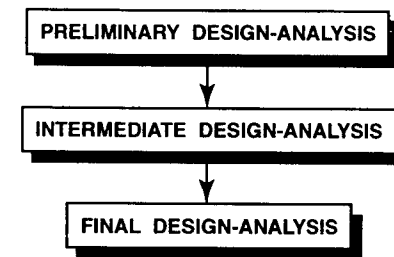 PRELIMINARY DESIGN-ANALYSIS
INTERMEDIATE DESIGN-ANALYSIS
FINAL DESIGN-ANALYSIS